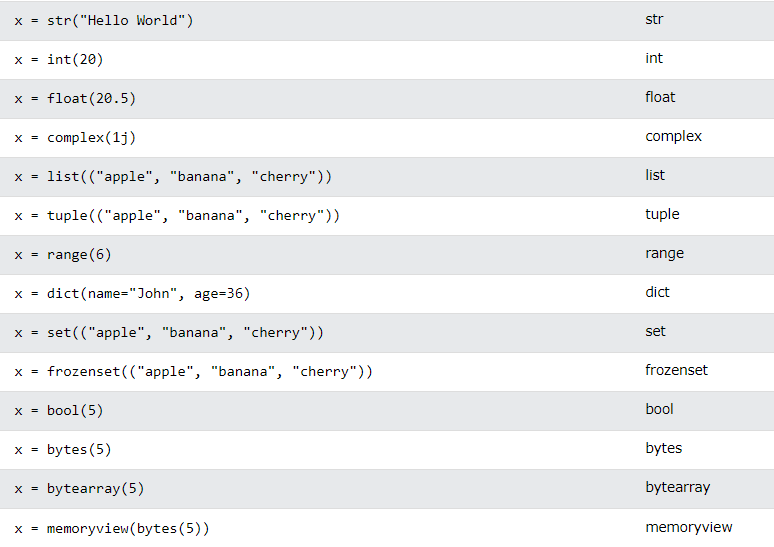 x = str("Hello World") str
x = int(20) int
x = float(20.5) float
x = complex(1j) complex
x = list(("apple", "banana", "cherry")) list
x = tuple(("apple", "banana", "cherry")) tuple
x = range(6) range
x = dict(name="John", age=36) dict
x = set(("apple", "banana", "cherry")) set
x = frozenset(("apple", "banana", "cherry")) frozenset
x = bool(5) bool
x = bytes(5) bytes
x = bytearray(5) bytearray
x = memoryview(bytes(5)) memoryview